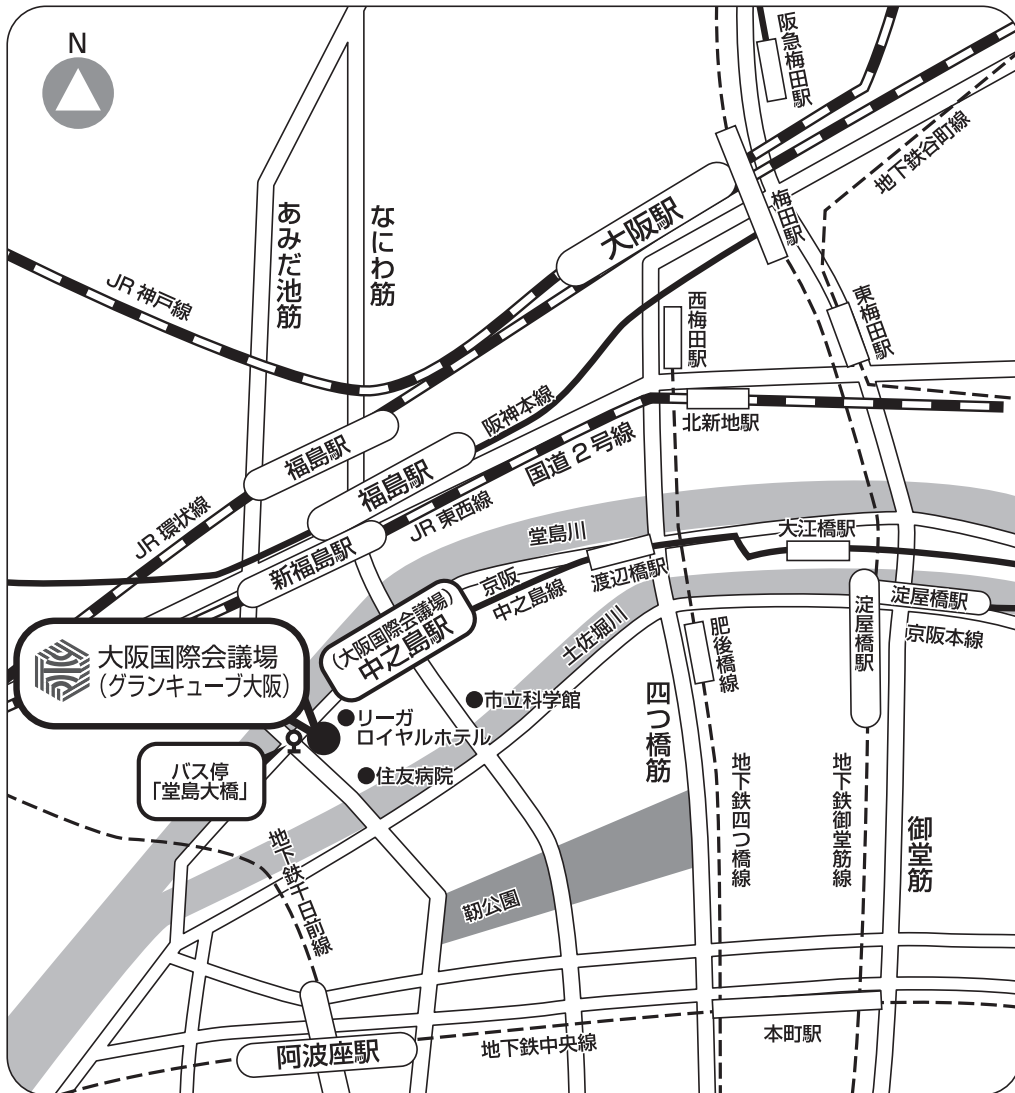 N
阪急梅田駅
地下鉄谷町線
大阪駅
梅田駅
あみだ池筋
なにわ筋
JR 神戸線
西梅田駅
東梅田駅
阪神本線
北新地駅
福島駅
福島駅
国道 2 号線
JR 環状線
JR 東西線
新福島駅
堂島川
大江橋駅
京阪
中之島線
渡辺橋駅
(大阪国際会議場)
中之島駅
淀屋橋駅
淀屋橋駅
京阪本線
土佐堀川
肥後橋線
大阪国際会議場
(グランキューブ大阪)
市立科学館
リーガ
ロイヤルホテル
四つ橋筋
バス停
「堂島大橋」
住友病院
地下鉄四つ橋線
地下鉄御堂筋線
御堂筋
地下鉄千日前線
靭公園
阿波座駅
地下鉄中央線
本町駅